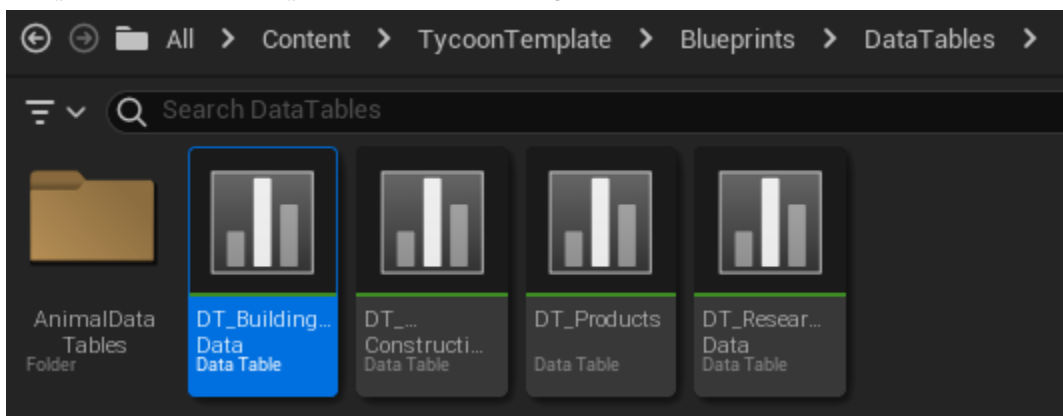 All > Content > TycoonTemplate > Blueprints > DataTables >
Search DataTables
AnimalData
Tables
Folder
DT_Building...
Data
Data Table
DT_...
Constructi...
Data Table
DT_Products
Data Table
DT_Resear...
Data
Data Table